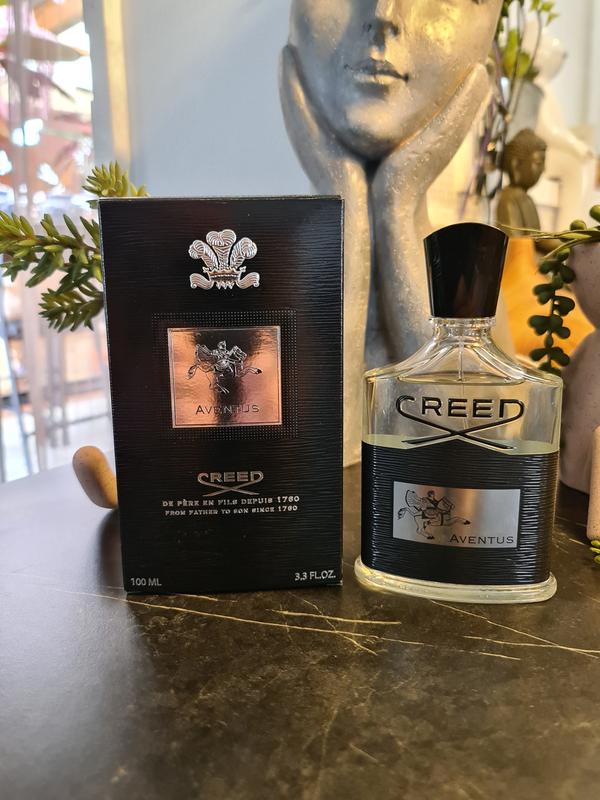 AVENTUS
CREED
DE PÈRE EN FILS DEPUIS 1760
FROM FATHER TO SON SINCE 1760
100 ML
3.3 FL.OZ.
CREED
AVENTUS